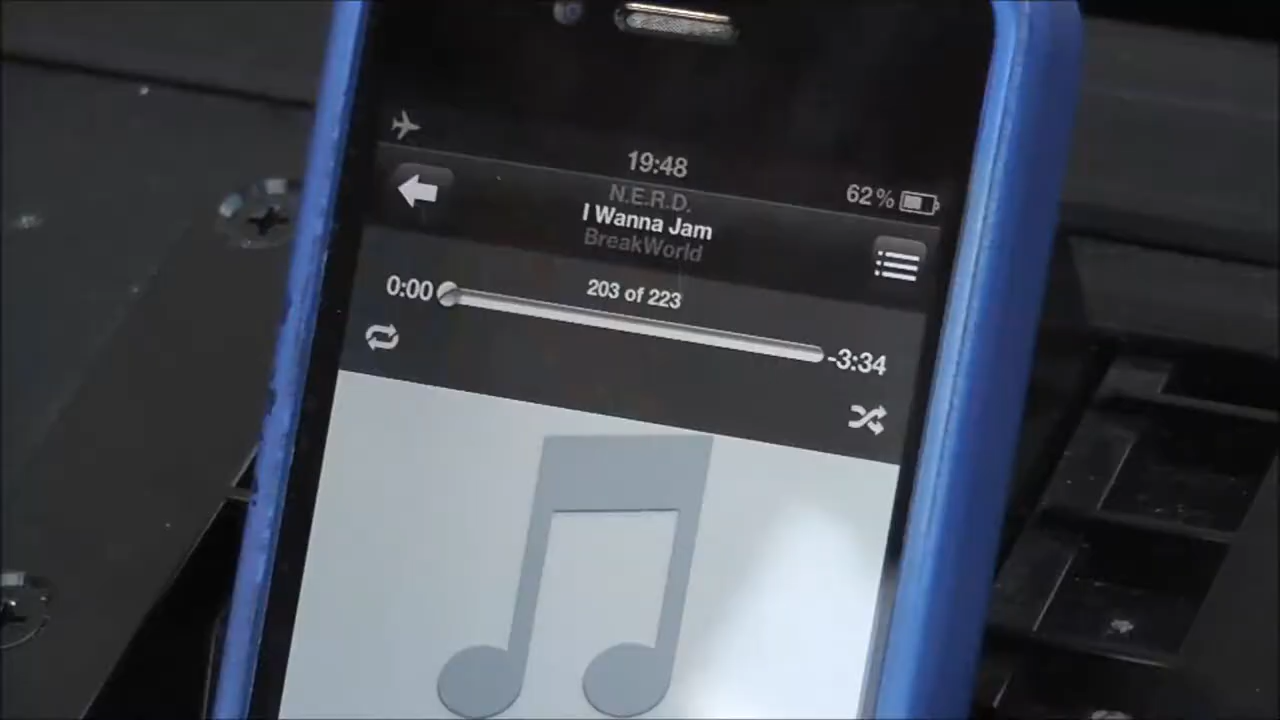 19:48
62%
N.E.R.D.
I Wanna Jam
BreakWorld
203 of 223
0:00
-3:34